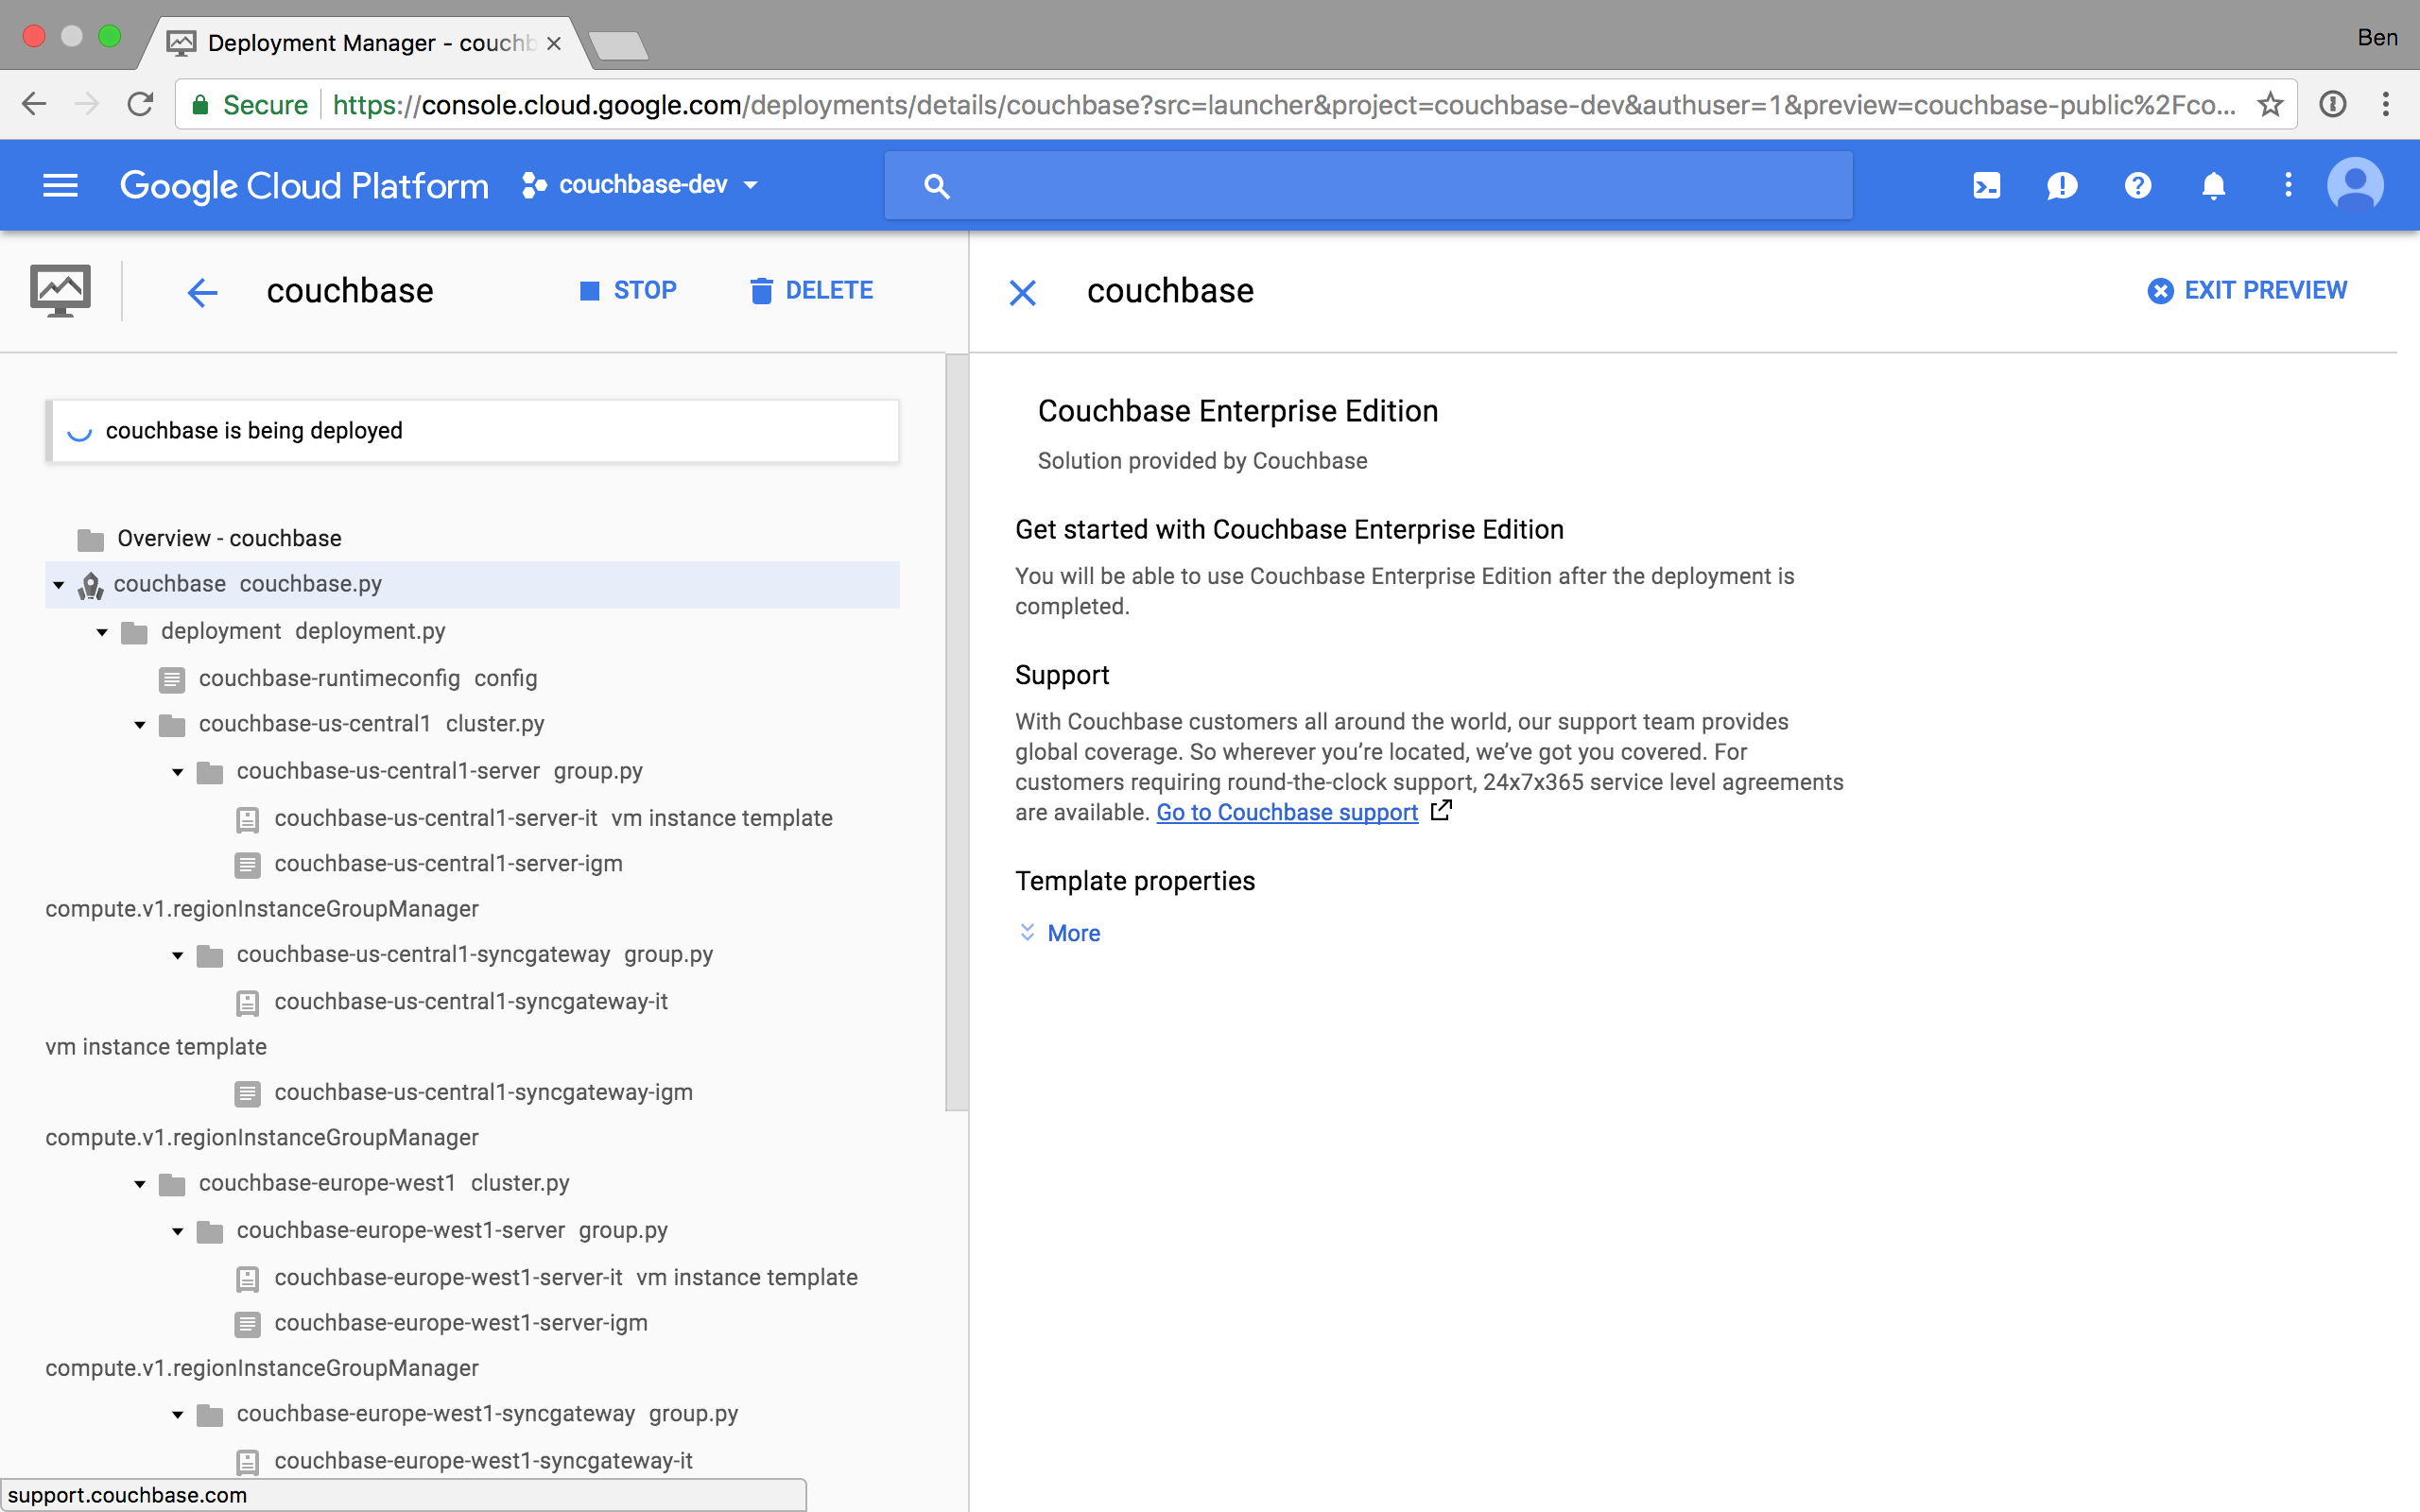 Deployment Manager - couchb
Ben
Secure https://console.cloud.google.com/deployments/details/couchbase?src=launcher&project=couchbase-dev&authuser=1&preview=couchbase-public%2Fco...
Google Cloud Platform couchbase-dev
couchbase STOP DELETE
couchbase is being deployed
Overview - couchbase
couchbase couchbase.py
deployment deployment.py
couchbase-runtimeconfig config
couchbase-us-central1 cluster.py
couchbase-us-central1-server group.py
couchbase-us-central1-server-it vm instance template
couchbase-us-central1-server-igm
compute.v1.regionInstanceGroupManager
couchbase-us-central1-syncgateway group.py
couchbase-us-central1-syncgateway-it
vm instance template
couchbase-us-central1-syncgateway-igm
compute.v1.regionInstanceGroupManager
couchbase-europe-west1 cluster.py
couchbase-europe-west1-server group.py
couchbase-europe-west1-server-it vm instance template
couchbase-europe-west1-server-igm
compute.v1.regionInstanceGroupManager
couchbase-europe-west1-syncgateway group.py
couchbase-europe-west1-syncgateway-it
support.couchbase.com
couchbase EXIT PREVIEW
Couchbase Enterprise Edition
Solution provided by Couchbase
Get started with Couchbase Enterprise Edition
You will be able to use Couchbase Enterprise Edition after the deployment is
completed.
Support
With Couchbase customers all around the world, our support team provides
global coverage. So wherever you’re located, we’ve got you covered. For
customers requiring round-the-clock support, 24x7x365 service level agreements
are available. Go to Couchbase support
Template properties
More